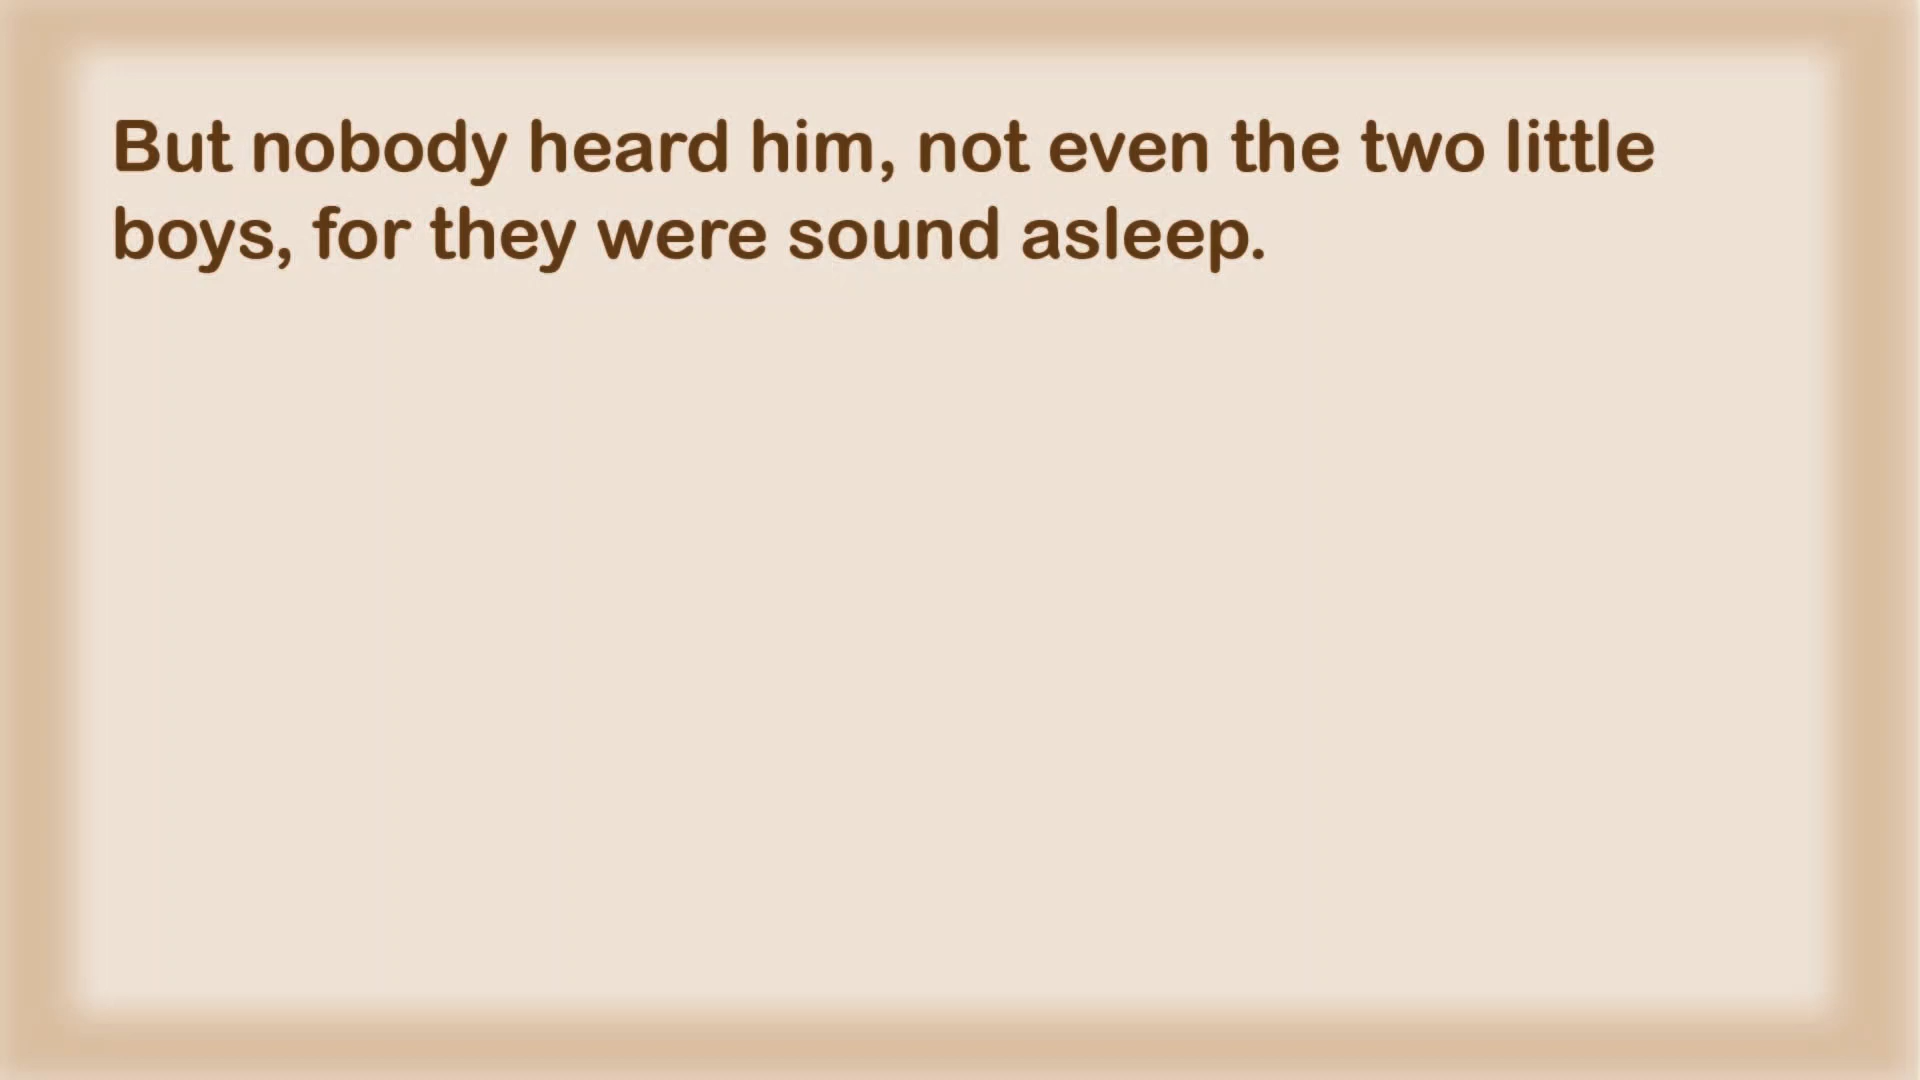 But nobody heard him, not even the two little
boys, for they were sound asleep.